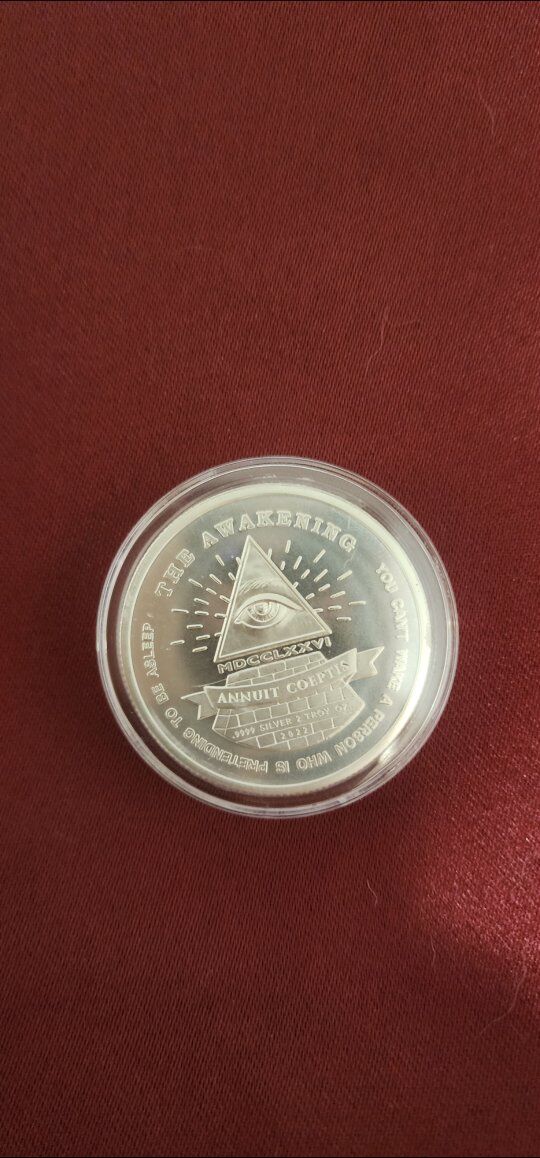 THE AWAKENING
YOU CAN'T WAKE A PERSON WHO IS PRETENDING TO BE ASLEEP
MDCCLXXVI
ANNUIT COEPTIS
.9999 SILVER 2 TROY OZ
2022